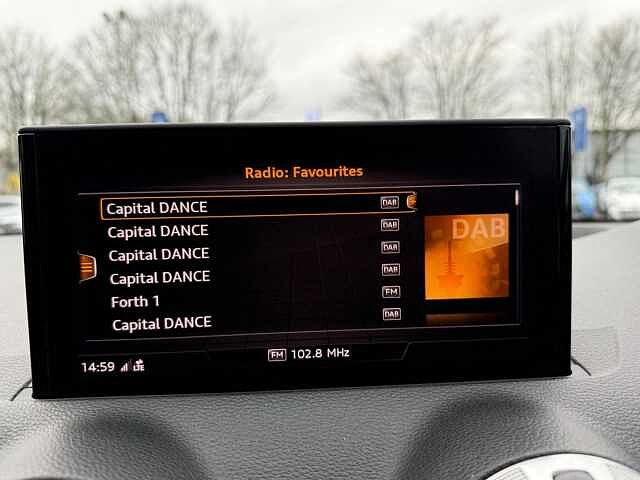 Radio: Favourites
Capital DANCE DAB
Capital DANCE DAB
Capital DANCE DAB
Capital DANCE DAB
Forth 1 FM
Capital DANCE DAB
DAB
14:59 LTE FM 102.8 MHz